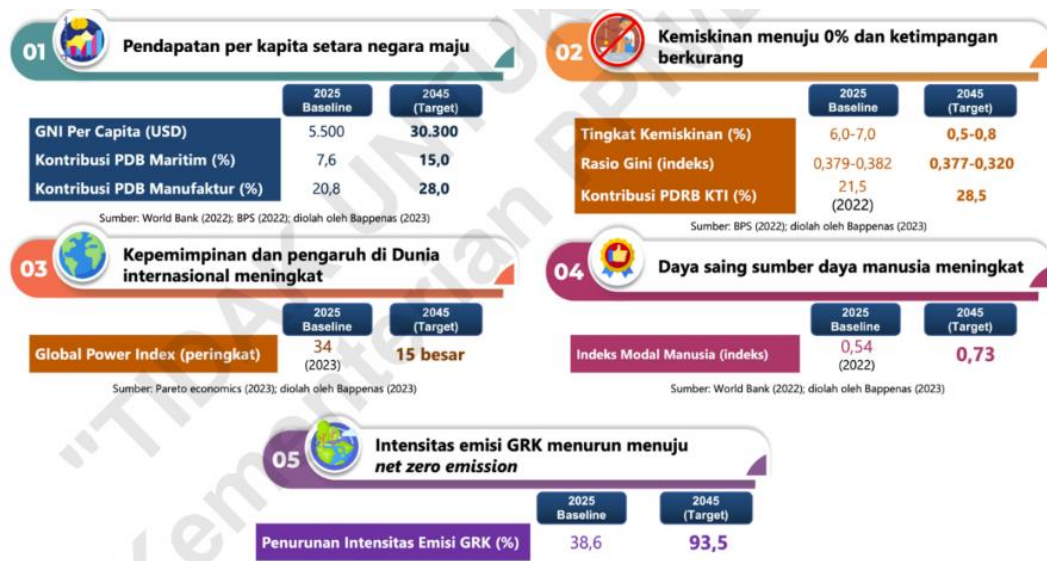 01
Pendapatan per kapita setara negara maju
2025
Baseline
2045
(Target)
GNI Per Capita (USD)
5.500
30.300
Kontribusi PDB Maritim (%)
7,6
15,0
Kontribusi PDB Manufaktur (%)
20,8
28,0
Sumber: World Bank (2022); BPS (2022); diolah oleh Bappenas (2023)
02
Kemiskinan menuju 0% dan ketimpangan
berkurang
2025
Baseline
2045
(Target)
Tingkat Kemiskinan (%)
6,0-7,0
0,5-0,8
Rasio Gini (indeks)
0,379-0,382
0,377-0,320
Kontribusi PDRB KTI (%)
21,5
(2022)
28,5
Sumber: BPS (2022); diolah oleh Bappenas (2023)
03
Kepemimpinan dan pengaruh di Dunia
internasional meningkat
2025
Baseline
2045
(Target)
Global Power Index (peringkat)
34
(2023)
15 besar
Sumber: Pareto economics (2023); diolah oleh Bappenas (2023)
04
Daya saing sumber daya manusia meningkat
2025
Baseline
2045
(Target)
Indeks Modal Manusia (indeks)
0,54
(2022)
0,73
Sumber: World Bank (2022); diolah oleh Bappenas (2023)
05
Intensitas emisi GRK menurun menuju
net zero emission
2025
Baseline
2045
(Target)
Penurunan Intensitas Emisi GRK (%)
38,6
93,5
"TIDAK UNTUK
Kementerian PPN/